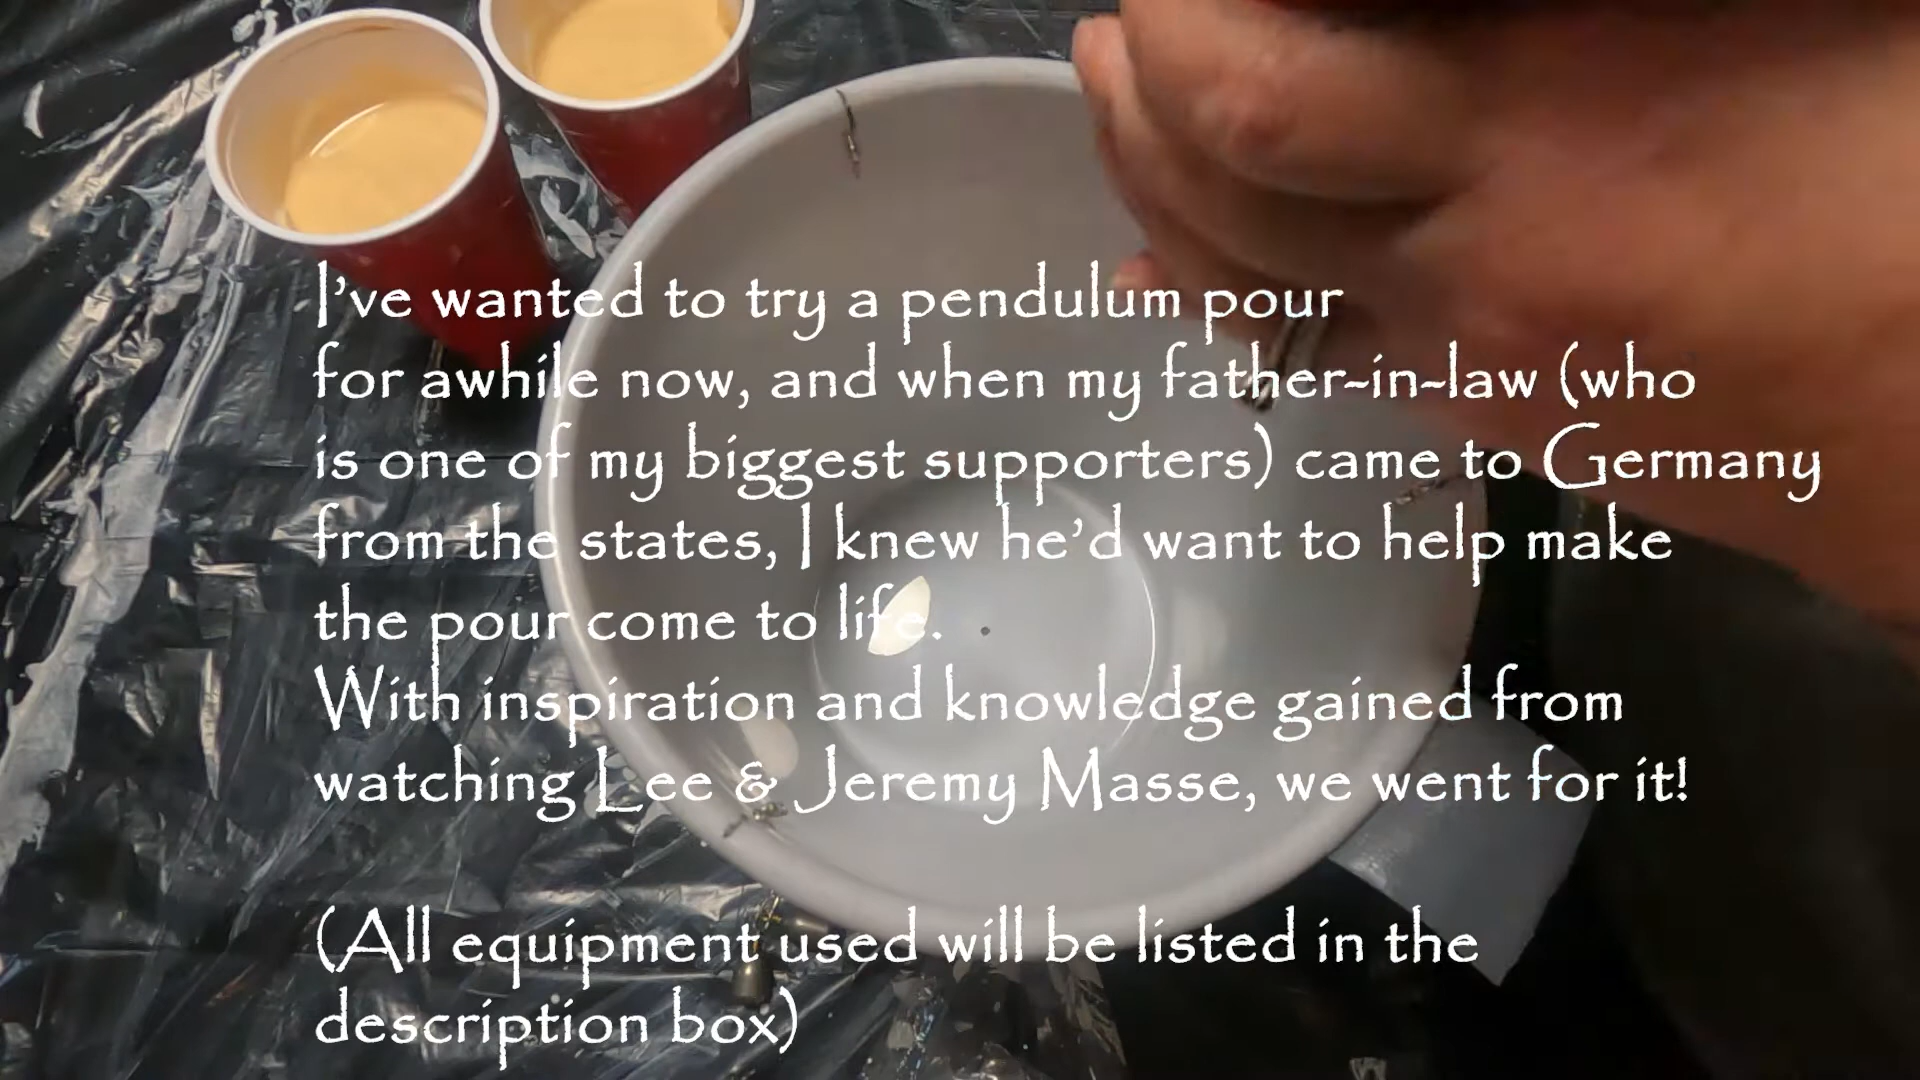 I've wanted to try a pendulum pour
for awhile now, and when my father-in-law (who
is one of my biggest supporters) came to Germany
from the states, I knew he'd want to help make
the pour come to life.
With inspiration and knowledge gained from
watching Lee & Jeremy Masse, we went for it!
(All equipment used will be listed in the
description box)